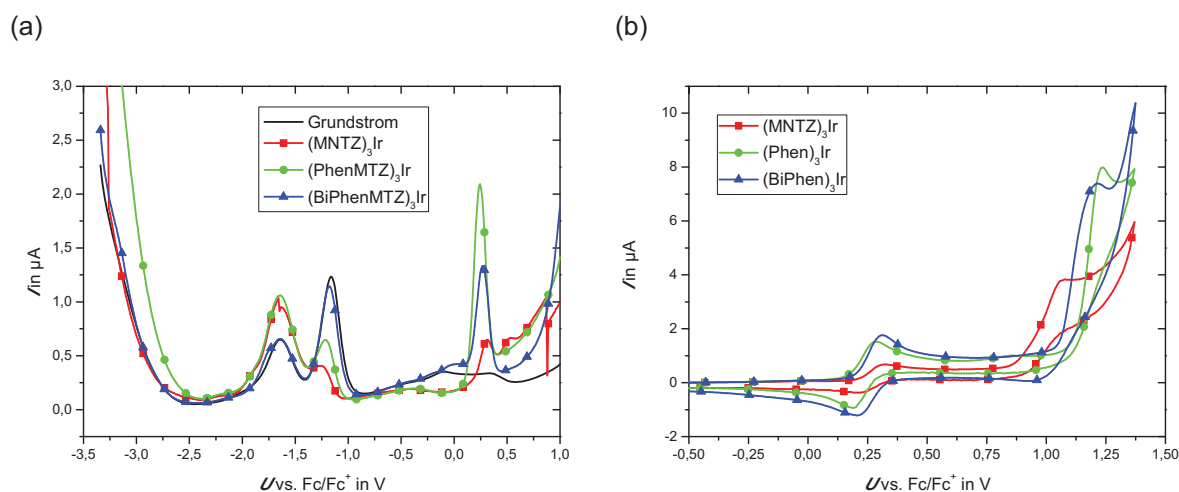 (a)
3,0
2,5
2,0
1,5
1,0
0,5
0,0
I in µA
Grundstrom
(MNTZ)₃Ir
(PhenMTZ)₃Ir
(BiPhenMTZ)₃Ir
-3,5 -3,0 -2,5 -2,0 -1,5 -1,0 -0,5 0,0 0,5 1,0
U vs. Fc/Fc⁺ in V
(b)
10
8
6
4
2
0
-2
I in µA
(MNTZ)₃Ir
(Phen)₃Ir
(BiPhen)₃Ir
-0,50 -0,25 0,00 0,25 0,50 0,75 1,00 1,25 1,50
U vs. Fc/Fc⁺ in V